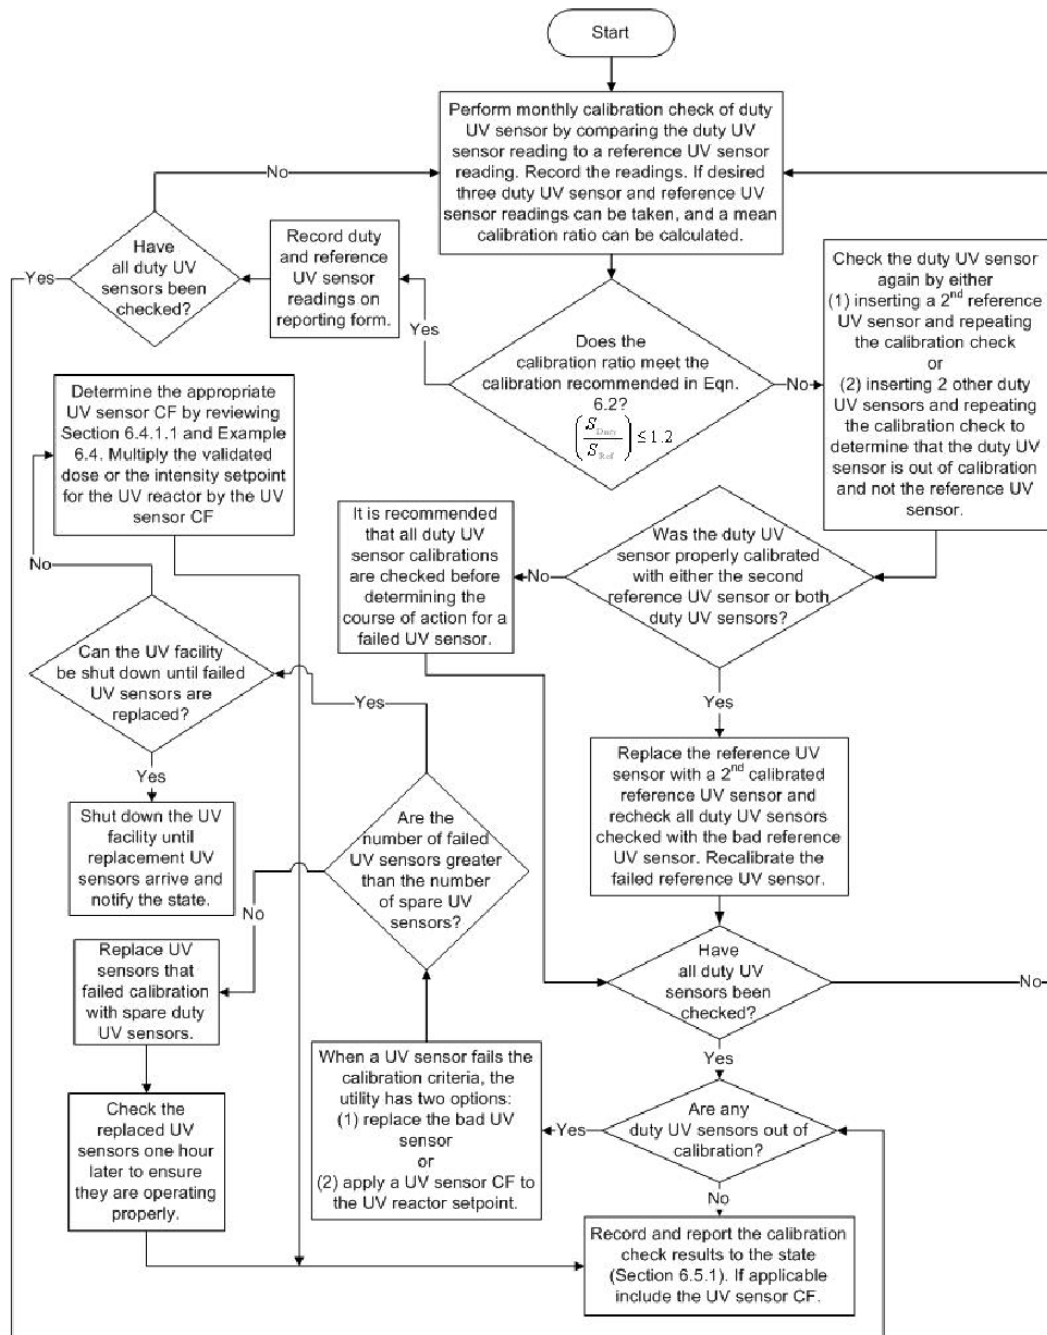 Start
Perform monthly calibration check of duty
UV sensor by comparing the duty UV
sensor reading to a reference UV sensor
reading. Record the readings. If desired
three duty UV sensor and reference UV
sensor readings can be taken, and a mean
calibration ratio can be calculated.
No
Have
all duty UV
sensors been
checked?
Yes
Record duty
and reference
UV sensor
readings on
reporting form.
Yes
Does the
calibration ratio meet the
calibration recommended in Eqn.
6.2?
(S_Duty / S_Ref) ≤ 1.2
No
Check the duty UV sensor
again by either
(1) inserting a 2nd reference
UV sensor and repeating
the calibration check
or
(2) inserting 2 other duty
UV sensors and repeating
the calibration check to
determine that the duty UV
sensor is out of calibration
and not the reference UV
sensor.
Determine the appropriate
UV sensor CF by reviewing
Section 6.4.1.1 and Example
6.4. Multiply the validated
dose or the intensity setpoint
for the UV reactor by the UV
sensor CF
It is recommended
that all duty UV
sensor calibrations
are checked before
determining the
course of action for a
failed UV sensor.
No
Was the duty UV
sensor properly calibrated
with either the second
reference UV sensor or both
duty UV sensors?
No
Can the UV facility
be shut down until failed
UV sensors are
replaced?
Yes
Yes
Yes
Replace the reference UV
sensor with a 2nd calibrated
reference UV sensor and
recheck all duty UV sensors
checked with the bad reference
UV sensor. Recalibrate the
failed reference UV sensor.
Shut down the UV
facility until
replacement UV
sensors arrive and
notify the state.
Are the
number of failed
UV sensors greater
than the number
of spare UV
sensors?
No
Replace UV
sensors that
failed calibration
with spare duty
UV sensors.
Have
all duty UV
sensors been
checked?
No
Yes
When a UV sensor fails the
calibration criteria, the
utility has two options:
(1) replace the bad UV
sensor
or
(2) apply a UV sensor CF to
the UV reactor setpoint.
Yes
Are any
duty UV sensors out of
calibration?
Check the
replaced UV
sensors one hour
later to ensure
they are operating
properly.
No
Record and report the calibration
check results to the state
(Section 6.5.1). If applicable
include the UV sensor CF.